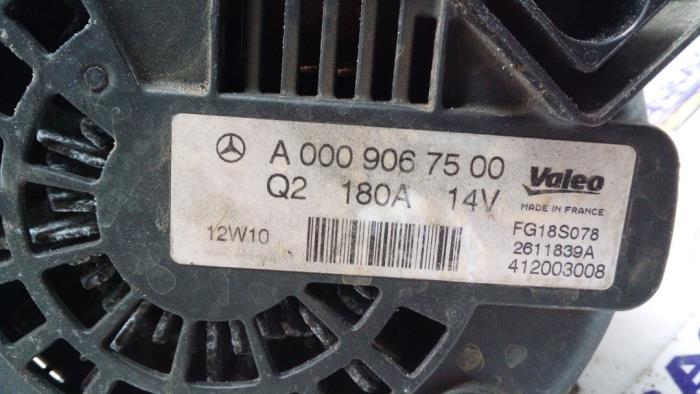 A 000 906 75 00
Q2 180A 14V
Valeo
MADE IN FRANCE
12W10
FG18S078
2611839A
412003008